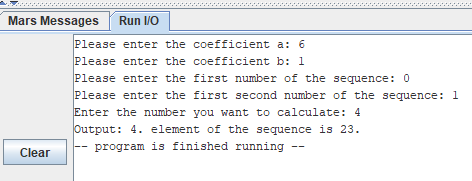 Mars Messages Run I/O
Please enter the coefficient a: 6
Please enter the coefficient b: 1
Please enter the first number of the sequence: 0
Please enter the first second number of the sequence: 1
Enter the number you want to calculate: 4
Output: 4. element of the sequence is 23.
-- program is finished running --
Clear